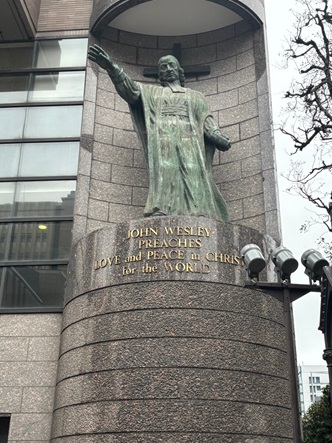 JOHN WESLEY
PREACHES
LOVE and PEACE in CHRIST
for the WORLD